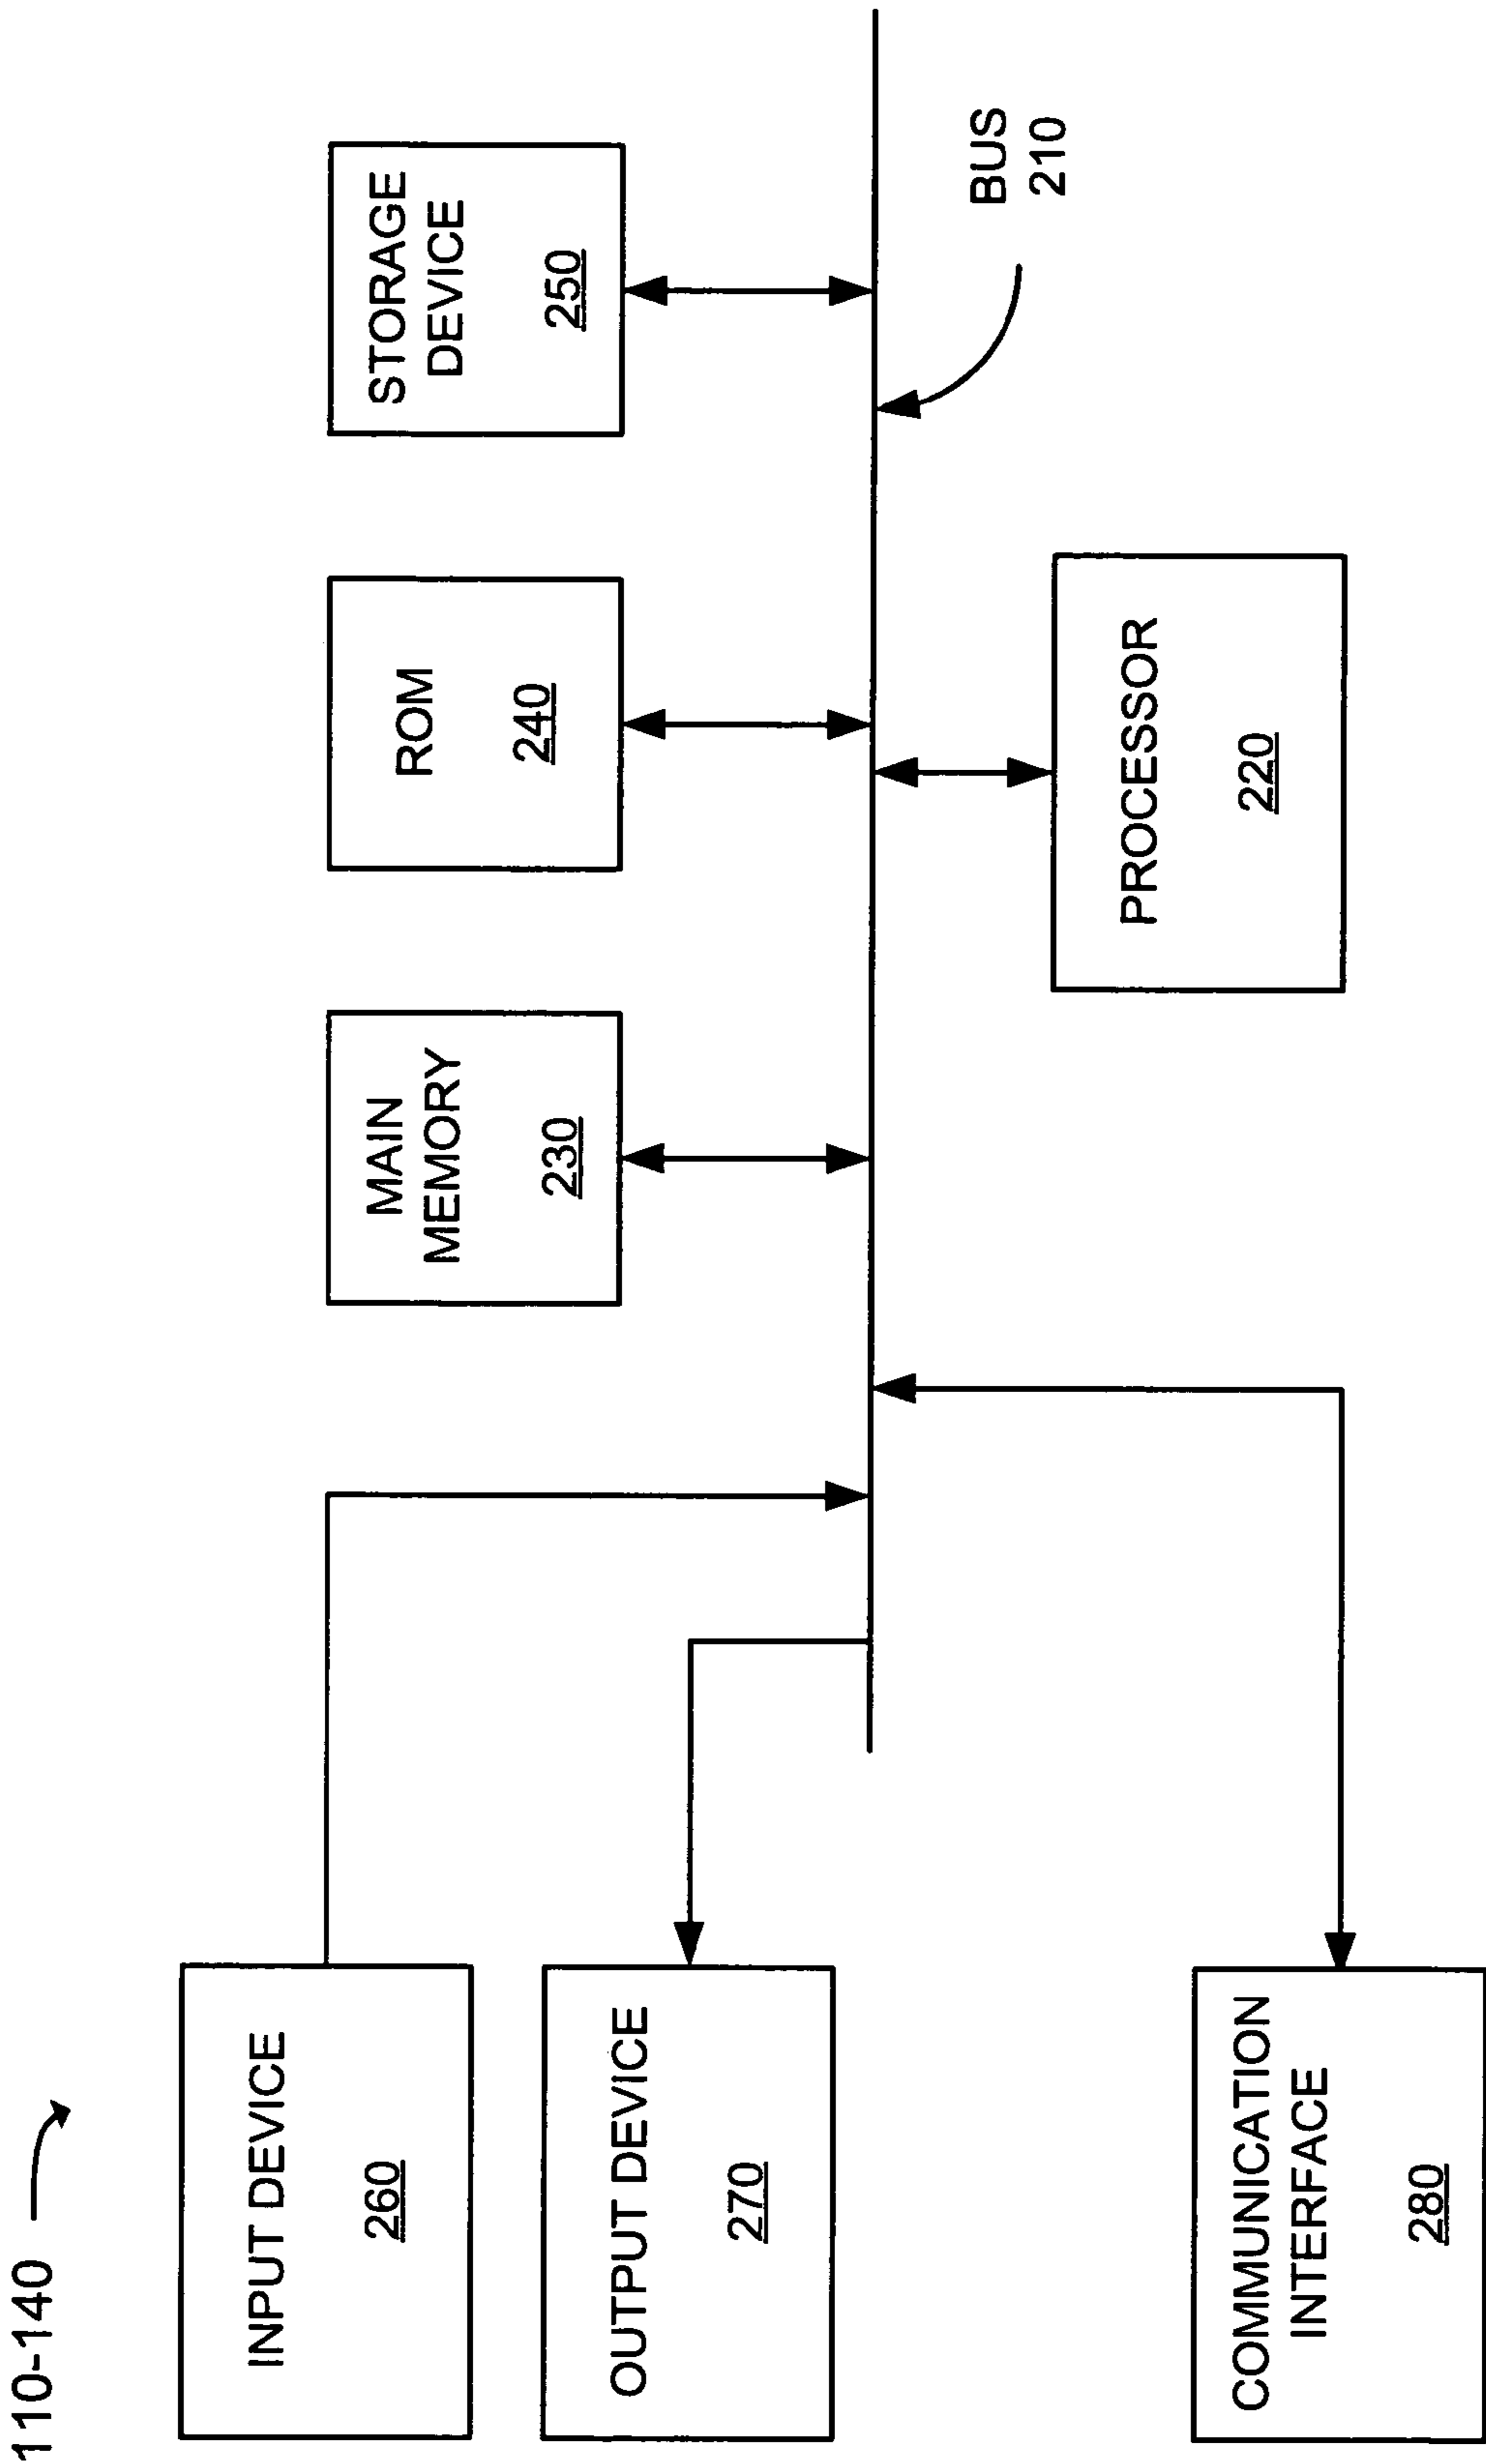 110-140
INPUT DEVICE
260
OUTPUT DEVICE
270
COMMUNICATION
INTERFACE
280
MAIN
MEMORY
230
ROM
240
STORAGE
DEVICE
250
PROCESSOR
220
BUS
210